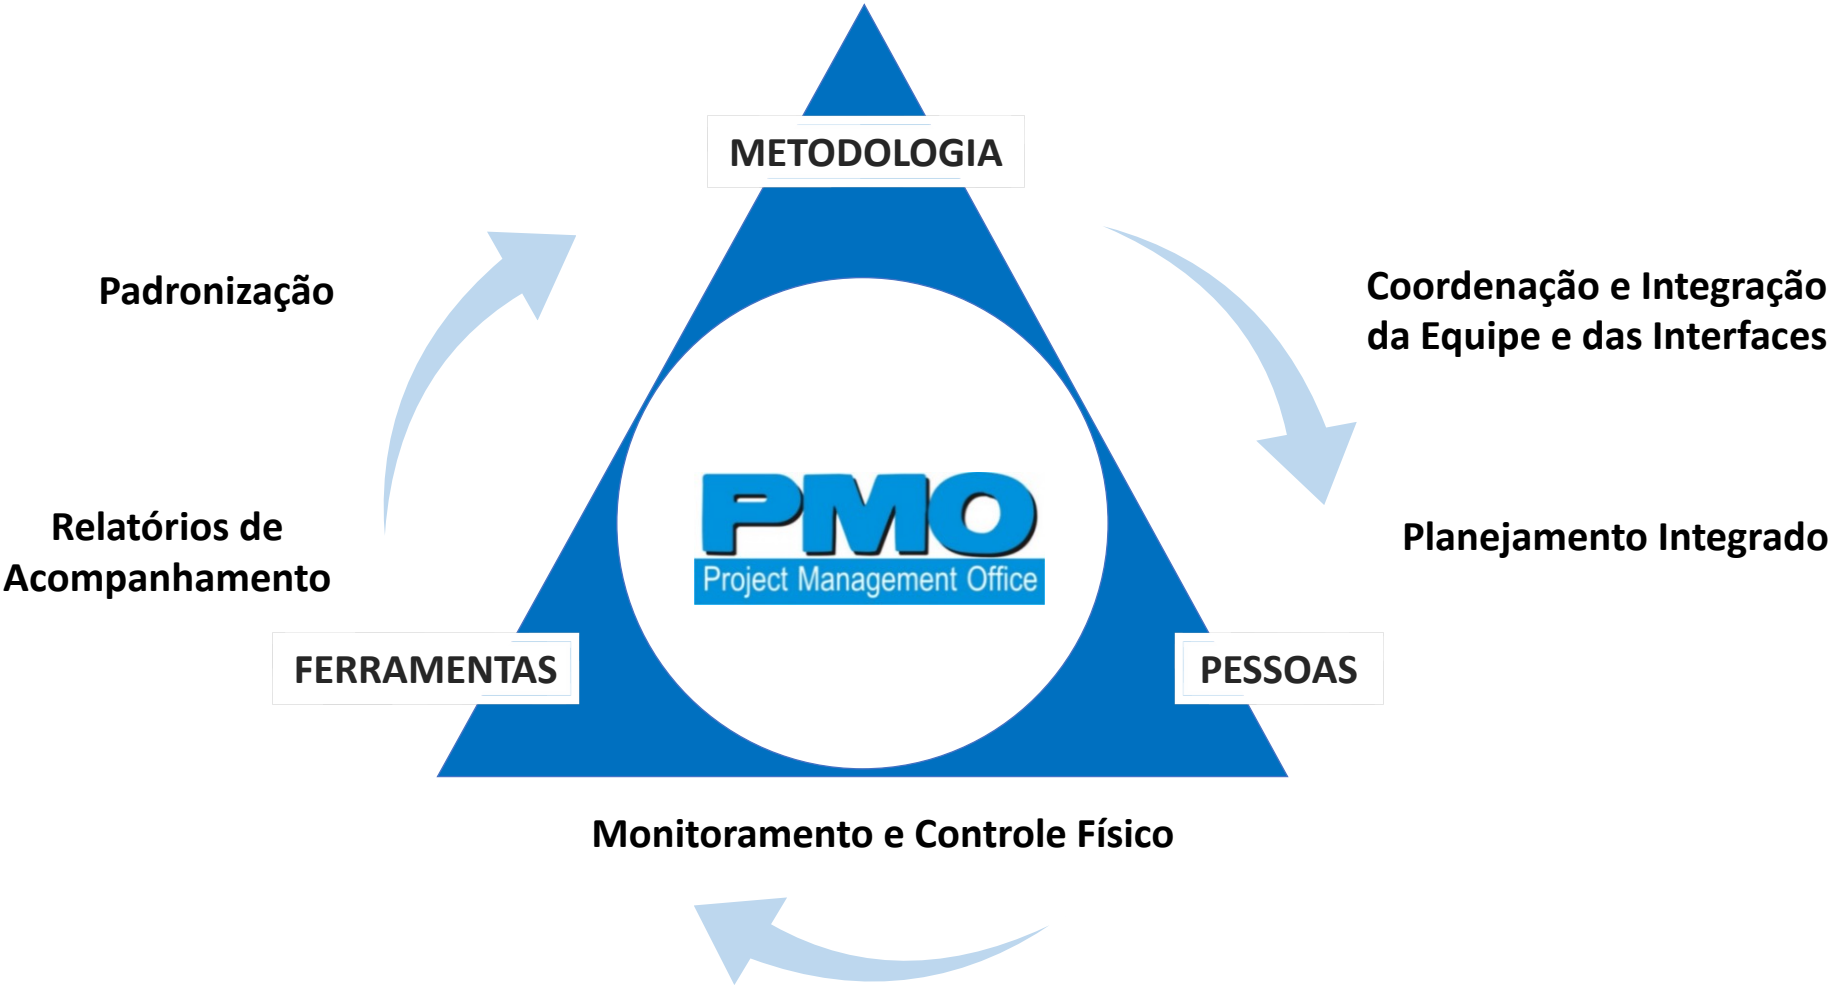 METODOLOGIA
Padronização
Coordenação e Integração
da Equipe e das Interfaces
PMO
Project Management Office
Relatórios de
Acompanhamento
Planejamento Integrado
FERRAMENTAS
PESSOAS
Monitoramento e Controle Físico